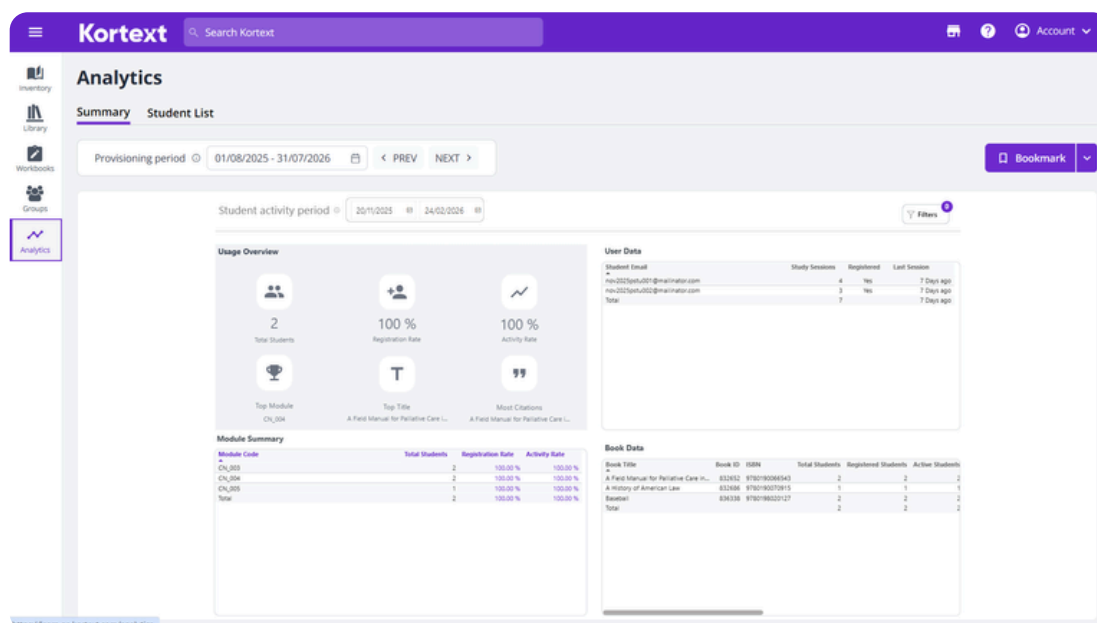 Kortext
Search Kortext
Account
Inventory
Library
Workbooks
Groups
Analytics
Analytics
Summary Student List
Provisioning period 01/08/2025 - 31/07/2026 PREV NEXT
Bookmark
Student activity period 20/11/2025 24/02/2026
Filters 0
Usage Overview
2
Total Students
100 %
Registration Rate
100 %
Activity Rate
Top Module
CN_004
Top Title
A Field Manual for Palliative Care i...
Most Citations
A Field Manual for Palliative Care i...
User Data
Student Email Study Sessions Registered Last Session
nov2025pstu001@mailinator.com 4 Yes 7 Days ago
nov2025pstu002@mailinator.com 3 Yes 7 Days ago
Total 7 7 Days ago
Module Summary
Module Code Total Students Registration Rate Activity Rate
CN_003 2 100.00 % 100.00 %
CN_004 2 100.00 % 100.00 %
CN_005 1 100.00 % 100.00 %
Total 2 100.00 % 100.00 %
Book Data
Book Title Book ID ISBN Total Students Registered Students Active Students
A Field Manual for Palliative Care in... 832652 9780190066543 2 2 2
A History of American Law 832686 9780190070915 1 1 1
Baseball 836338 9780198020127 2 2 2
Total 2 2 2